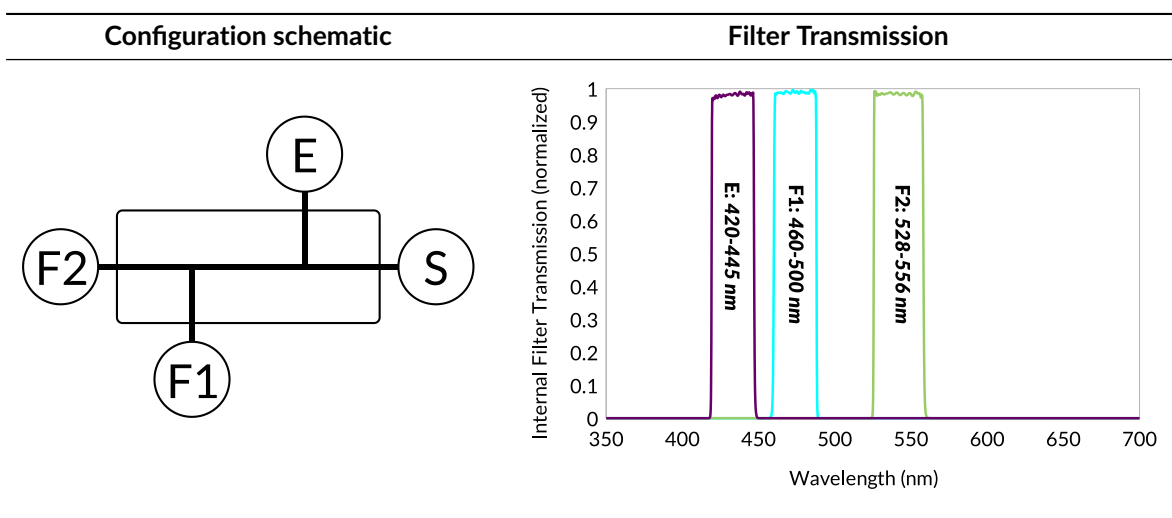 Configuration schematic
Filter Transmission
E
F2
S
F1
Internal Filter Transmission (normalized)
1
0.9
0.8
0.7
0.6
0.5
0.4
0.3
0.2
0.1
0
E: 420-445 nm
F1: 460-500 nm
F2: 528-556 nm
350 400 450 500 550 600 650 700
Wavelength (nm)